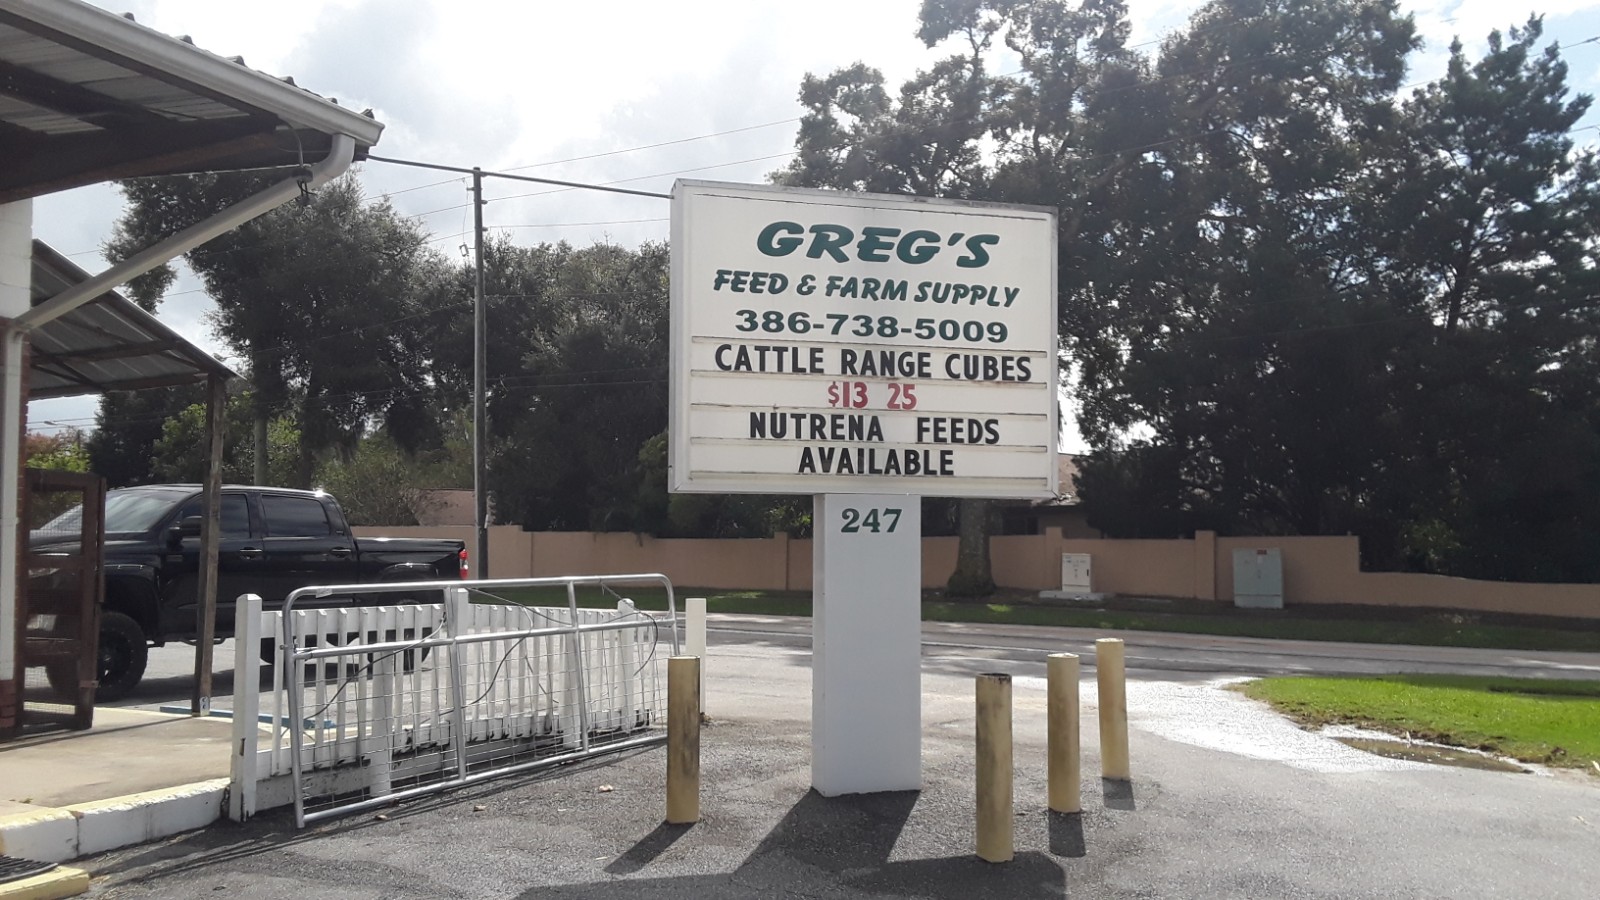 GREG'S
FEED & FARM SUPPLY
386-738-5009
CATTLE RANGE CUBES
$13 25
NUTRENA FEEDS
AVAILABLE
247